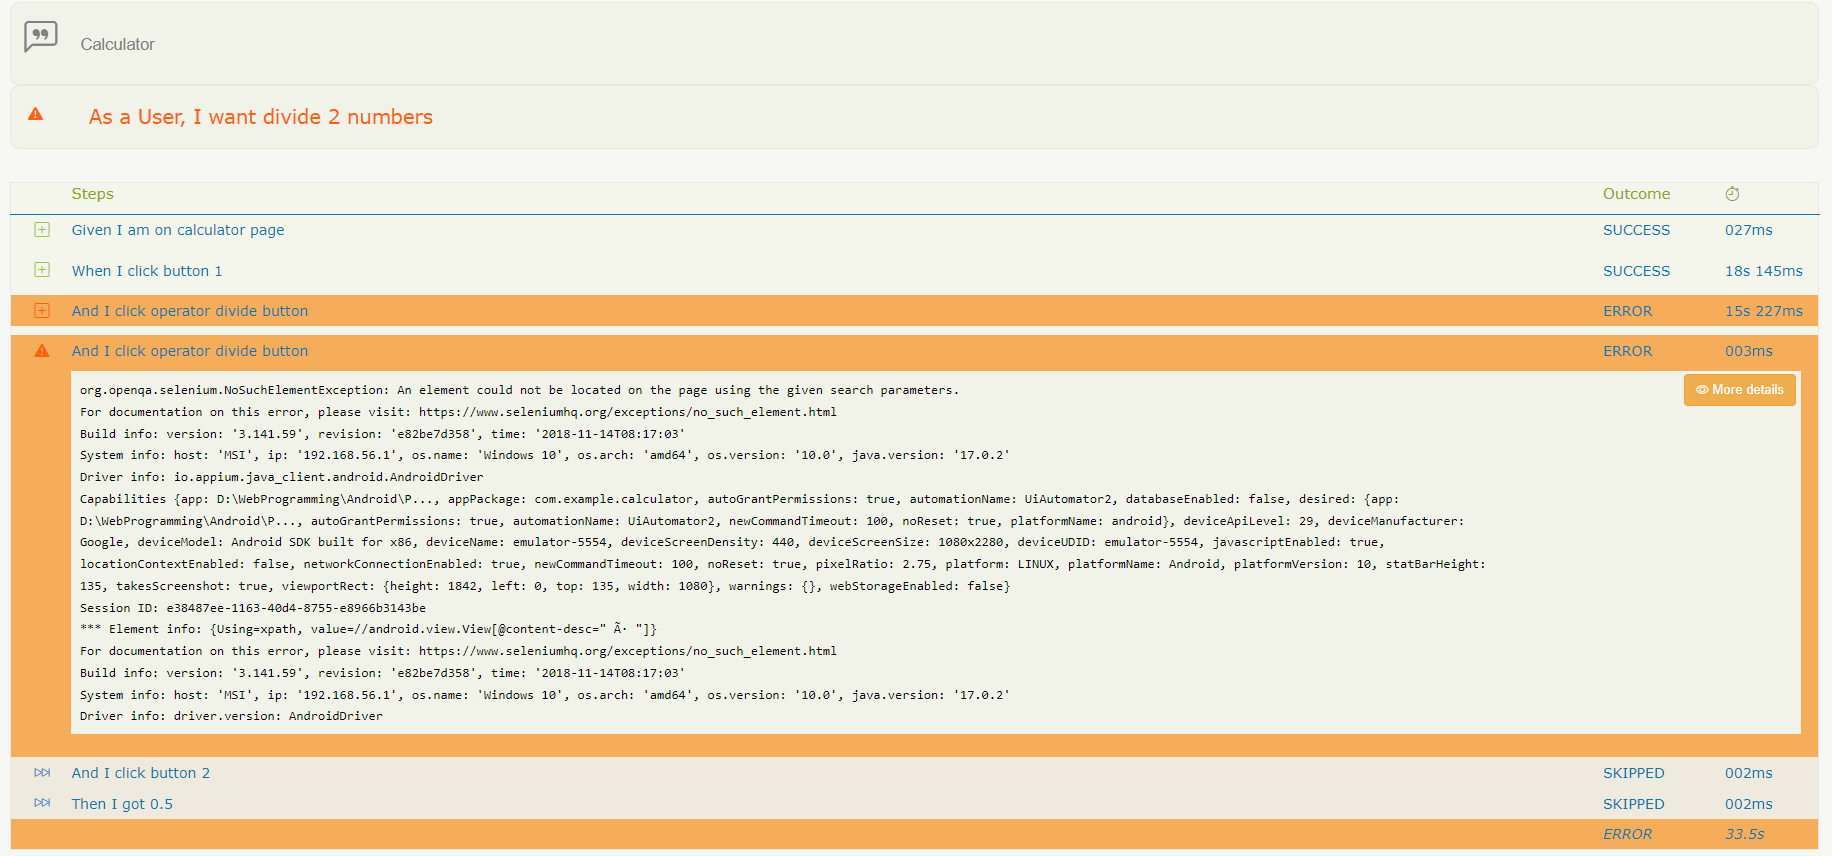 Calculator
As a User, I want divide 2 numbers
Steps Outcome
Given I am on calculator page SUCCESS 027ms
When I click button 1 SUCCESS 18s 145ms
And I click operator divide button ERROR 15s 227ms
And I click operator divide button ERROR 003ms
org.openqa.selenium.NoSuchElementException: An element could not be located on the page using the given search parameters.
More details
For documentation on this error, please visit: https://www.seleniumhq.org/exceptions/no_such_element.html
Build info: version: '3.141.59', revision: 'e82be7d358', time: '2018-11-14T08:17:03'
System info: host: 'MSI', ip: '192.168.56.1', os.name: 'Windows 10', os.arch: 'amd64', os.version: '10.0', java.version: '17.0.2'
Driver info: io.appium.java_client.android.AndroidDriver
Capabilities {app: D:\WebProgramming\Android\P..., appPackage: com.example.calculator, autoGrantPermissions: true, automationName: UiAutomator2, databaseEnabled: false, desired: {app:
D:\WebProgramming\Android\P..., autoGrantPermissions: true, automationName: UiAutomator2, newCommandTimeout: 100, noReset: true, platformName: android}, deviceApiLevel: 29, deviceManufacturer:
Google, deviceModel: Android SDK built for x86, deviceName: emulator-5554, deviceScreenDensity: 440, deviceScreenSize: 1080x2280, deviceUDID: emulator-5554, javascriptEnabled: true,
locationContextEnabled: false, networkConnectionEnabled: true, newCommandTimeout: 100, noReset: true, pixelRatio: 2.75, platform: LINUX, platformName: Android, platformVersion: 10, statBarHeight:
135, takesScreenshot: true, viewportRect: {height: 1842, left: 0, top: 135, width: 1080}, warnings: {}, webStorageEnabled: false}
Session ID: e38487ee-1163-40d4-8755-e8966b3143be
*** Element info: {Using=xpath, value=//android.view.View[@content-desc=" Ã· "]}
For documentation on this error, please visit: https://www.seleniumhq.org/exceptions/no_such_element.html
Build info: version: '3.141.59', revision: 'e82be7d358', time: '2018-11-14T08:17:03'
System info: host: 'MSI', ip: '192.168.56.1', os.name: 'Windows 10', os.arch: 'amd64', os.version: '10.0', java.version: '17.0.2'
Driver info: driver.version: AndroidDriver
And I click button 2 SKIPPED 002ms
Then I got 0.5 SKIPPED 002ms
ERROR 33.5s